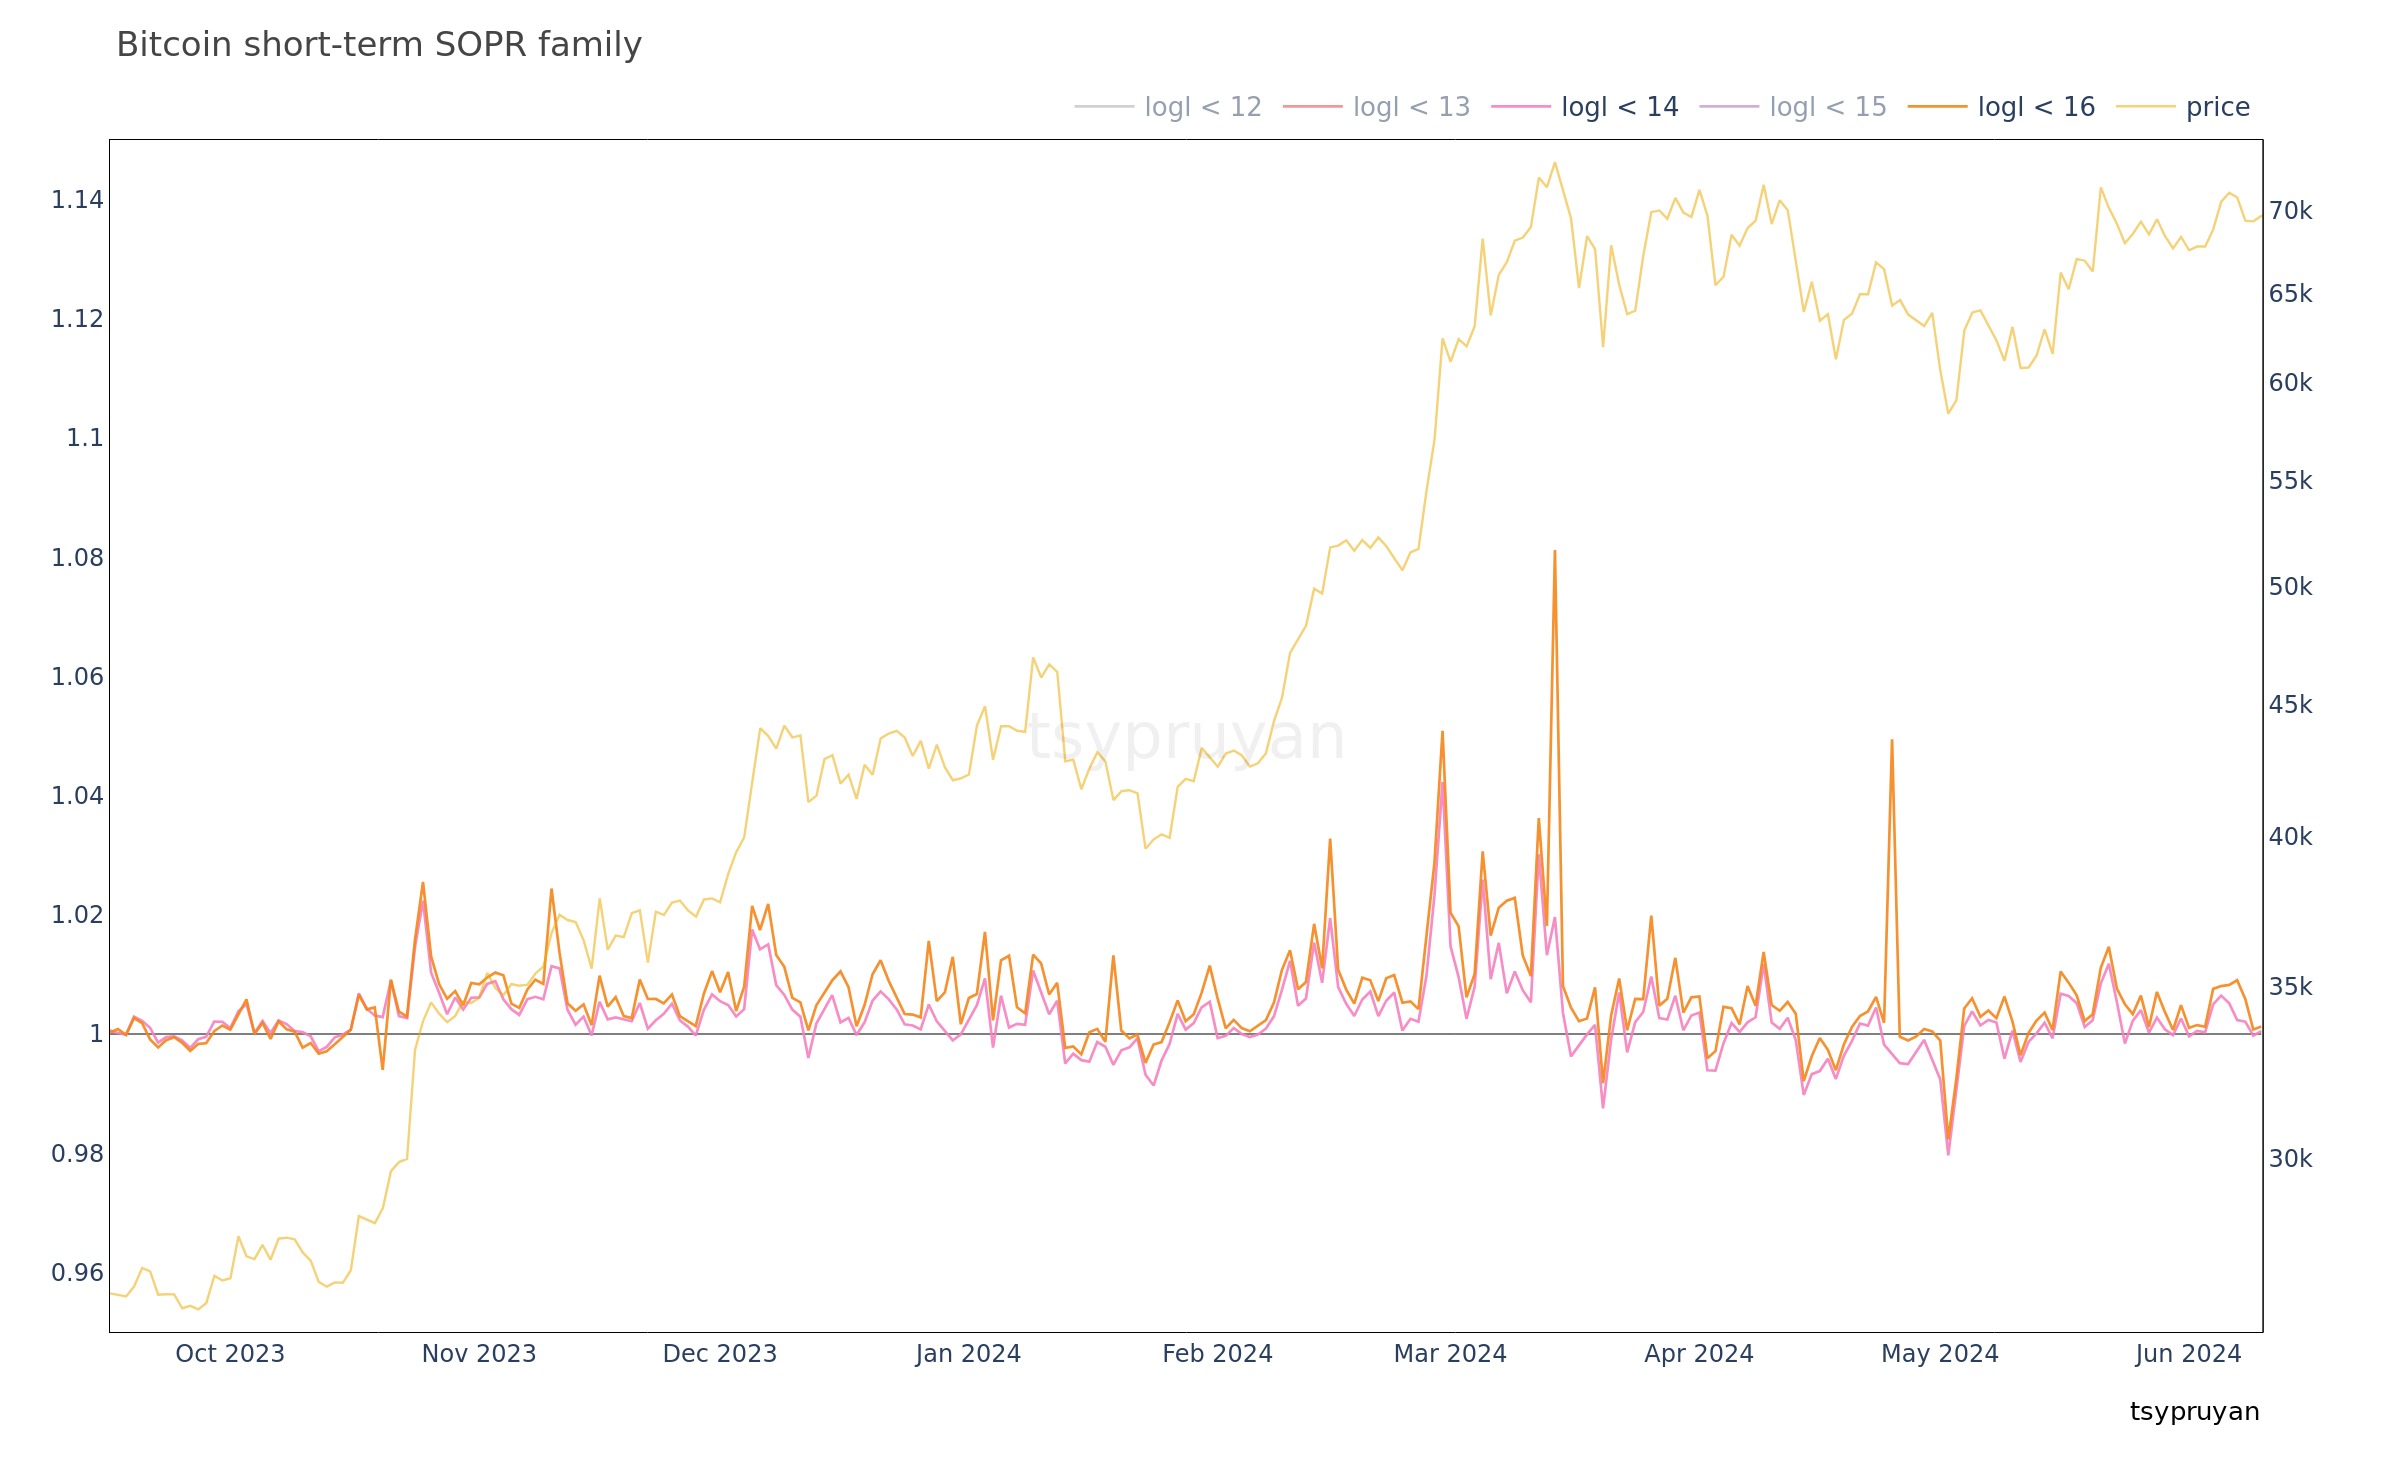 Bitcoin short-term SOPR family
logl < 12 logl < 13 logl < 14 logl < 15 logl < 16 price
1.14
1.12
1.1
1.08
1.06
1.04
1.02
1
0.98
0.96
70k
65k
60k
55k
50k
45k
40k
35k
30k
tsypruyan
Oct 2023 Nov 2023 Dec 2023 Jan 2024 Feb 2024 Mar 2024 Apr 2024 May 2024 Jun 2024
tsypruyan